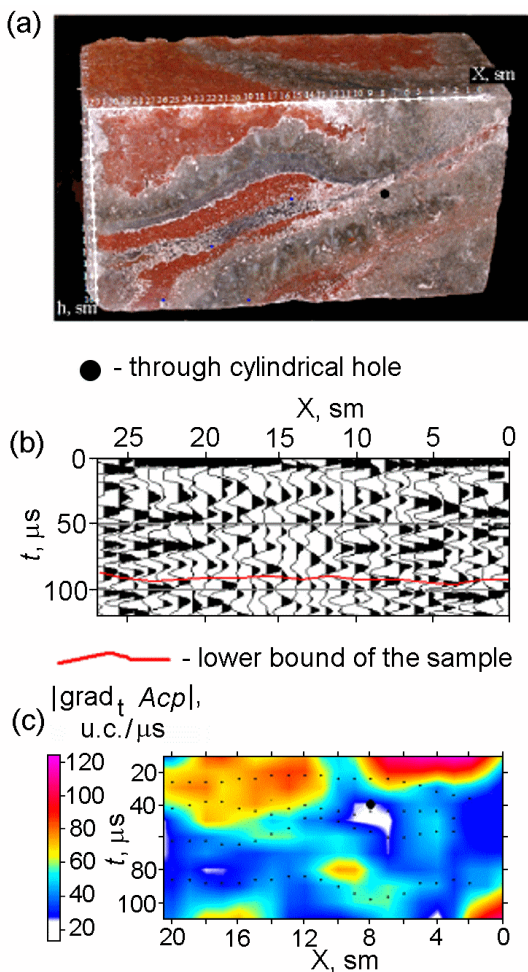 (a)
X, sm
h, sm
- through cylindrical hole
X, sm
(b)
25 20 15 10 5 0
0
50
100
t, μs
- lower bound of the sample
|grad t Acp|,
(c) u.c./μs
120
100
80
60
40
20
20
40
60
80
100
t, μs
20 16 12 8 4 0
X, sm